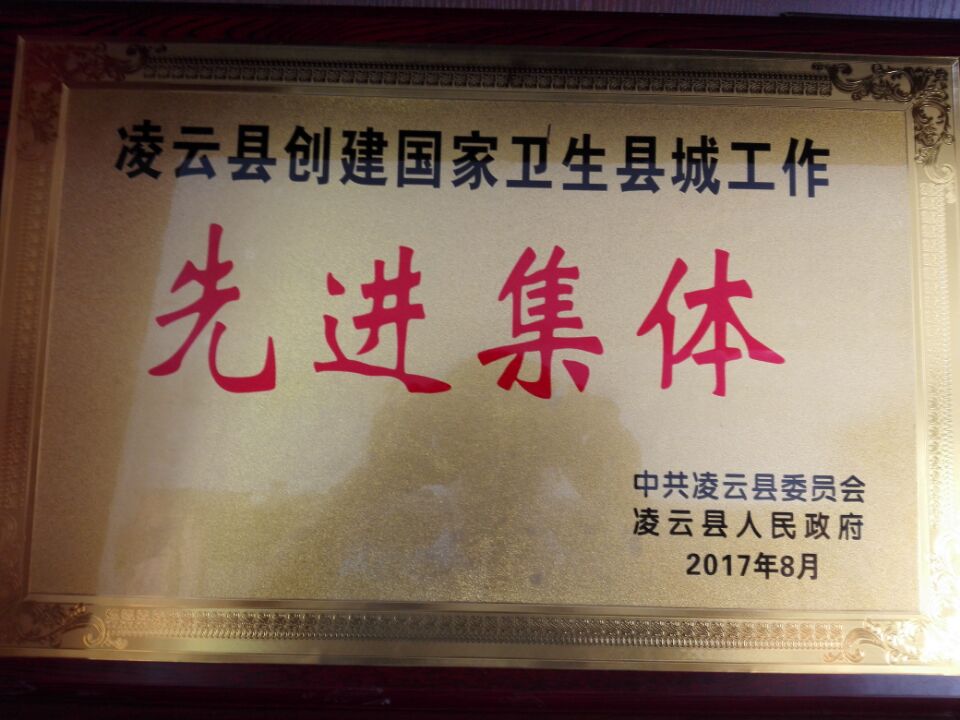 凌云县创建国家卫生县城工作
先进集体
中共凌云县委员会
凌云县人民政府
2017年8月